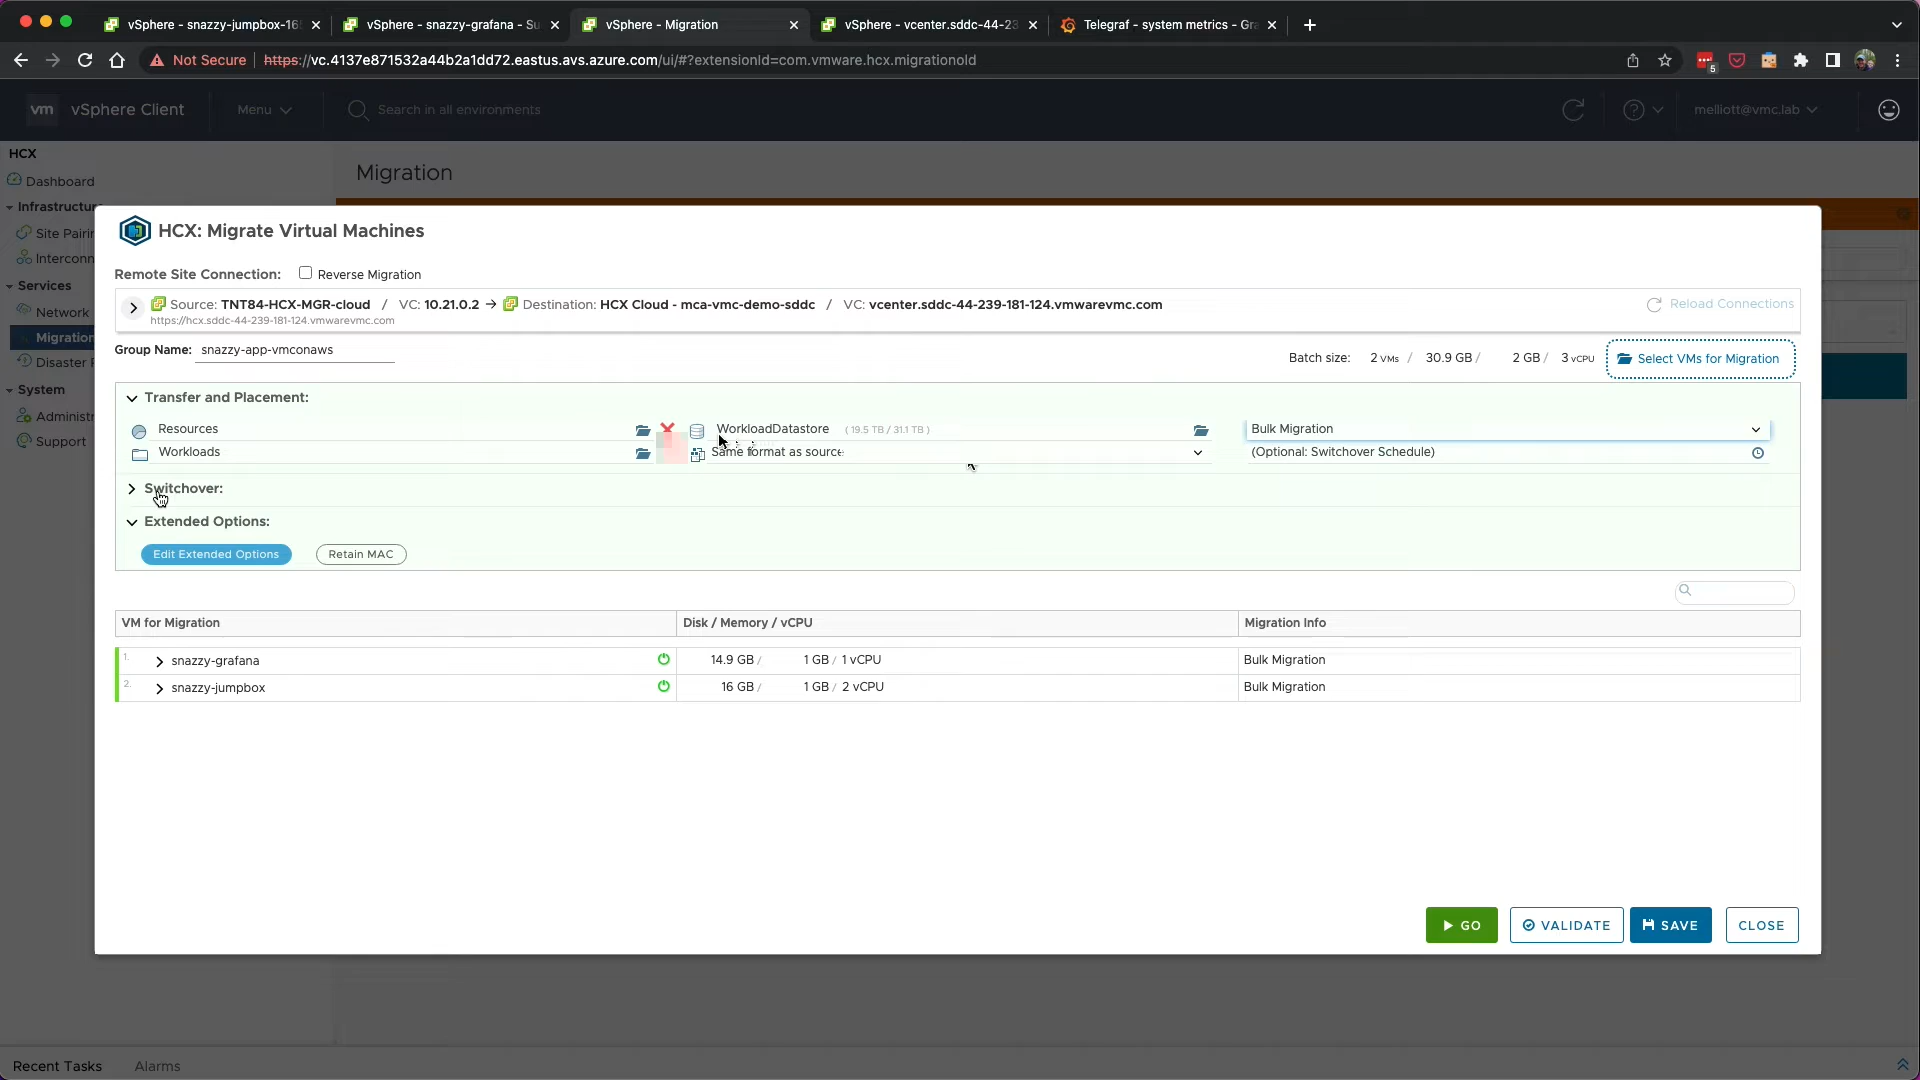 vSphere - snazzy-jumpbox-16
vSphere - snazzy-grafana - Su
vSphere - Migration
vSphere - vcenter.sddc-44-23
Telegraf - system metrics - Gra
Not Secure
https://vc.4137e871532a44b2a1dd72.eastus.avs.azure.com/ui/#?extensionId=com.vmware.hcx.migrationold
5
vm vSphere Client
Menu
Search in all environments
melliott@vmc.lab
HCX
Dashboard
Infrastructure
Site Pairin
Interconn
Services
Network
Migration
Disaster R
System
Administr
Support
Migration
HCX: Migrate Virtual Machines
Remote Site Connection:
Reverse Migration
Source: TNT84-HCX-MGR-cloud / VC: 10.21.0.2 → Destination: HCX Cloud - mca-vmc-demo-sddc / VC: vcenter.sddc-44-239-181-124.vmwarevmc.com
https://hcx.sddc-44-239-181-124.vmwarevmc.com
Reload Connections
Group Name: snazzy-app-vmconaws
Batch size: 2 VMs / 30.9 GB / 2 GB / 3 vCPU
Select VMs for Migration
Transfer and Placement:
Resources
WorkloadDatastore ( 19.5 TB / 31.1 TB )
Bulk Migration
Workloads
Same format as source
(Optional: Switchover Schedule)
Switchover:
Extended Options:
Edit Extended Options
Retain MAC
VM for Migration
Disk / Memory / vCPU
Migration Info
1. snazzy-grafana 14.9 GB / 1 GB / 1 vCPU Bulk Migration
2. snazzy-jumpbox 16 GB / 1 GB / 2 vCPU Bulk Migration
GO
VALIDATE
SAVE
CLOSE
Recent Tasks
Alarms